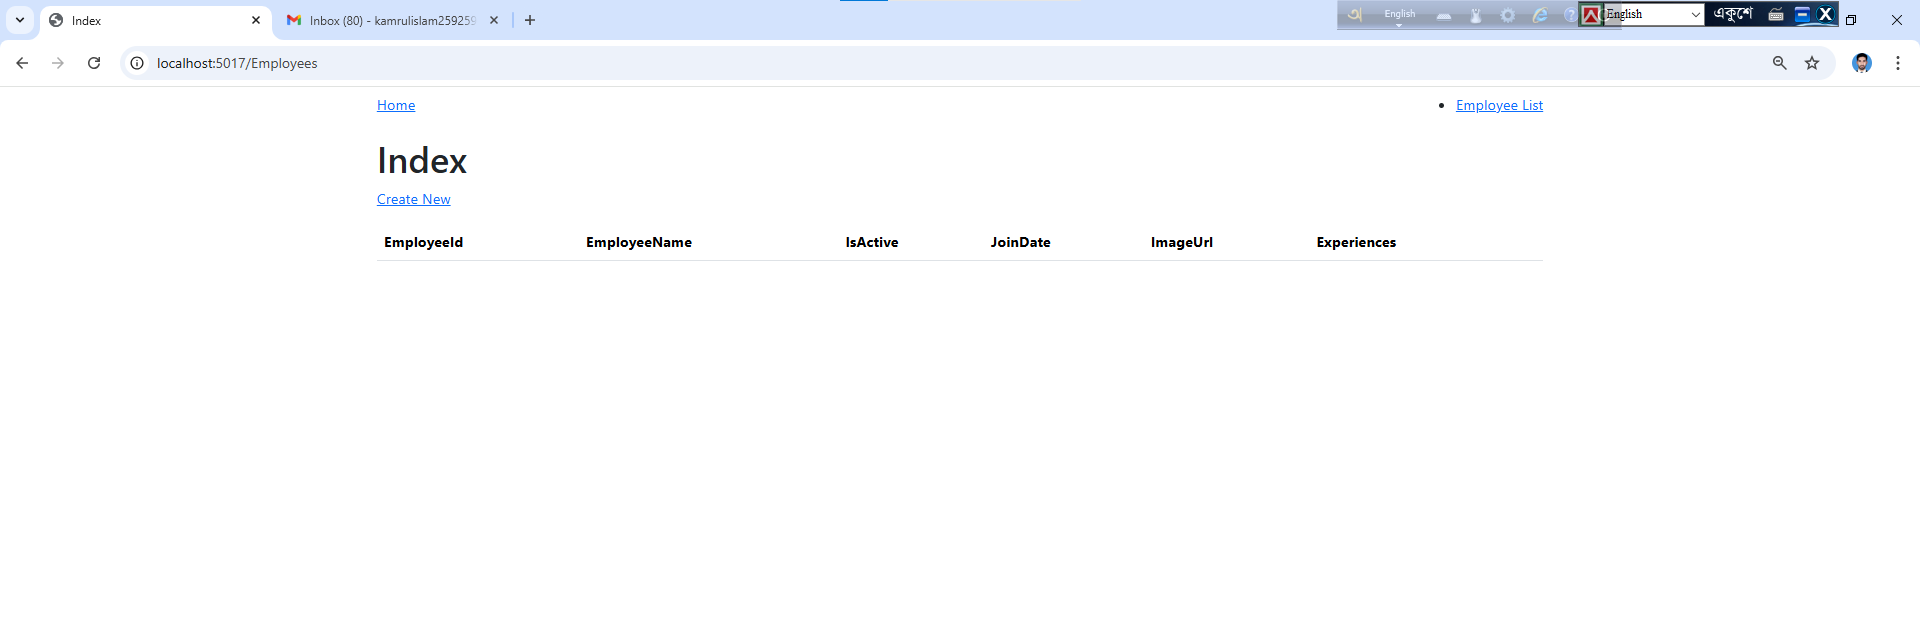 Index
Inbox (80) - kamrulislam259259
English
English
একুশে
localhost:5017/Employees
Home
Employee List
Index
Create New
EmployeeId EmployeeName IsActive JoinDate ImageUrl Experiences